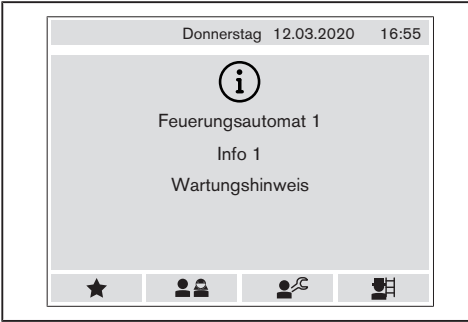 Donnerstag 12.03.2020 16:55
i
Feuerungsautomat 1
Info 1
Wartungshinweis